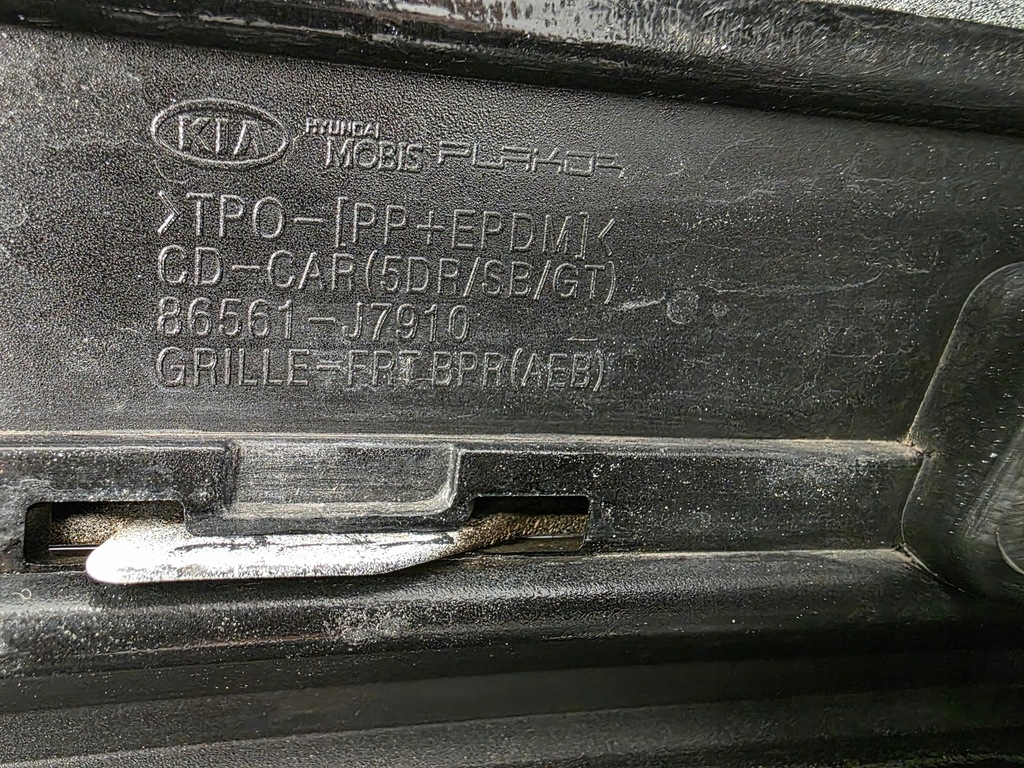 KIA HYUNDAI MOBIS PLAKOR
>TPO-[PP+EPDM]<
CD-CAR(5DR/SB/GT)
86561-J7910
GRILLE-FRT BPR(AEB)